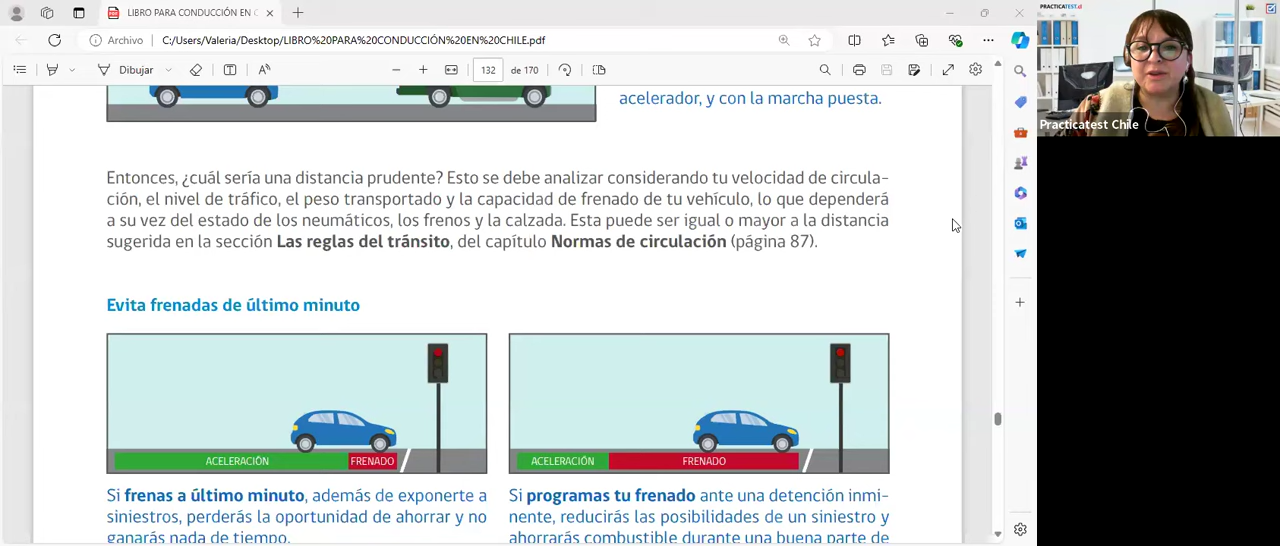 LIBRO PARA CONDUCCIÓN EN C
Archivo
C:/Users/Valeria/Desktop/LIBRO%20PARA%20CONDUCCIÓN%20EN%20CHILE.pdf
Dibujar
132 de 170
PRACTICATEST.cl
Practicatest Chile
acelerador, y con la marcha puesta.
Entonces, ¿cuál sería una distancia prudente? Esto se debe analizar considerando tu velocidad de circula-
ción, el nivel de tráfico, el peso transportado y la capacidad de frenado de tu vehículo, lo que dependerá
a su vez del estado de los neumáticos, los frenos y la calzada. Esta puede ser igual o mayor a la distancia
sugerida en la sección Las reglas del tránsito, del capítulo Normas de circulación (página 87).
Evita frenadas de último minuto
ACELERACIÓN FRENADO
ACELERACIÓN FRENADO
Si frenas a último minuto, además de exponerte a
siniestros, perderás la oportunidad de ahorrar y no
ganarás nada de tiempo.
Si programas tu frenado ante una detención inmi-
nente, reducirás las posibilidades de un siniestro y
ahorrarás combustible durante una buena parte de